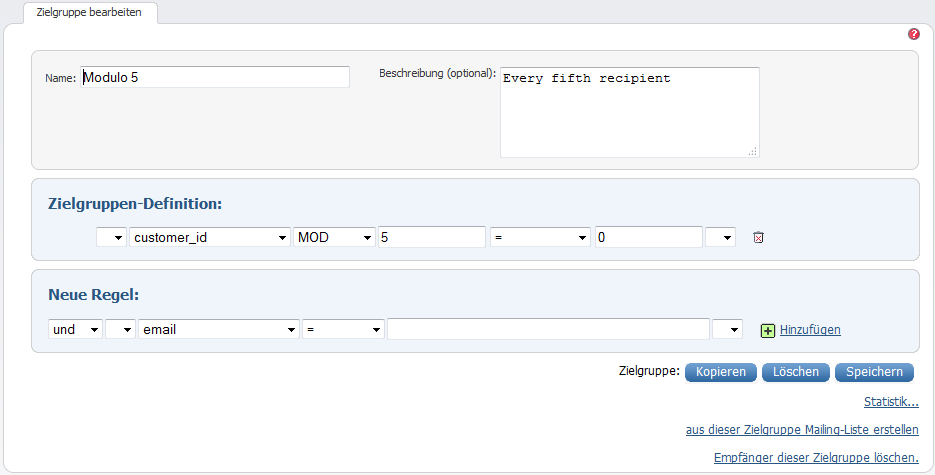 Zielgruppe bearbeiten
?
Name: Modulo 5 Beschreibung (optional): Every fifth recipient
Zielgruppen-Definition:
customer_id MOD 5 = 0
Neue Regel:
und email = Hinzufügen
Zielgruppe: Kopieren Löschen Speichern
Statistik...
aus dieser Zielgruppe Mailing-Liste erstellen
Empfänger dieser Zielgruppe löschen.